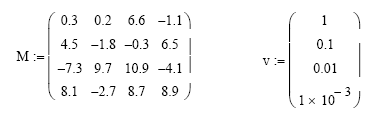 M := ( 0.3 0.2 6.6 −1.1
4.5 −1.8 −0.3 6.5
−7.3 9.7 10.9 −4.1
8.1 −2.7 8.7 8.9 )
v := ( 1
0.1
0.01
1 × 10⁻³ )